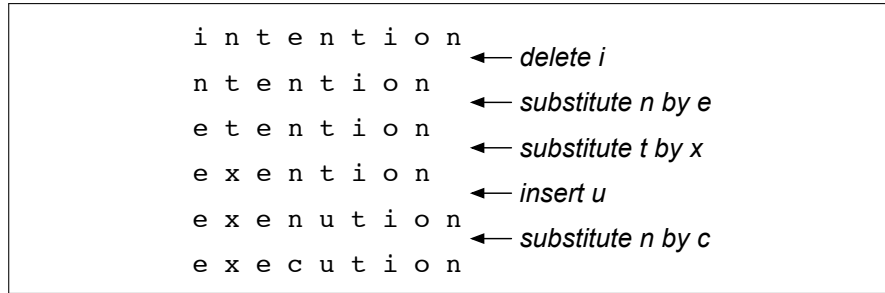 i n t e n t i o n
delete i
n t e n t i o n
substitute n by e
e t e n t i o n
substitute t by x
e x e n t i o n
insert u
e x e n u t i o n
substitute n by c
e x e c u t i o n